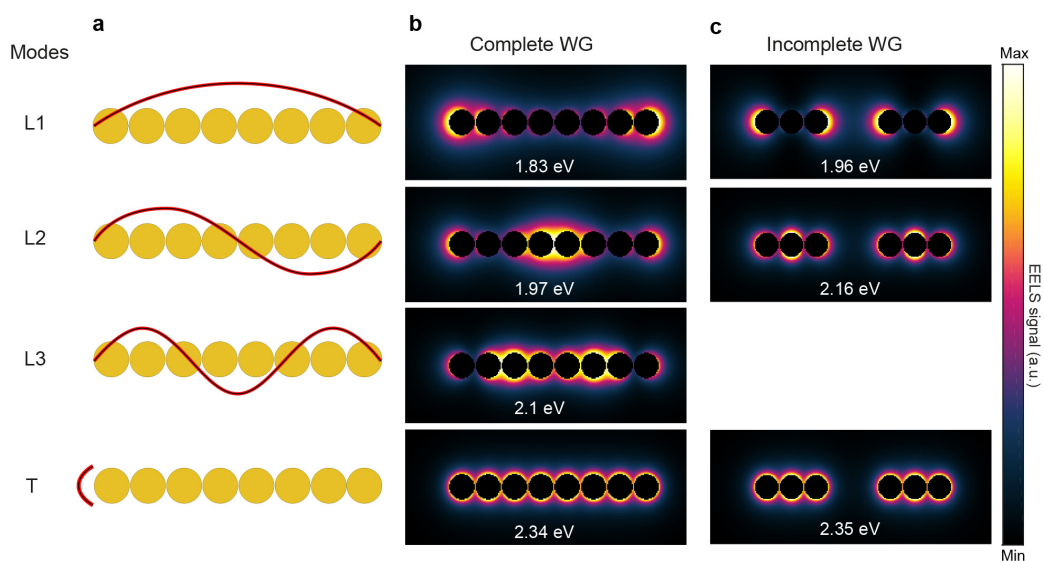 a
b
c
Modes
Complete WG
Incomplete WG
Max
L1
1.83 eV
1.96 eV
L2
1.97 eV
2.16 eV
EELS signal (a.u.)
L3
2.1 eV
T
2.34 eV
2.35 eV
Min